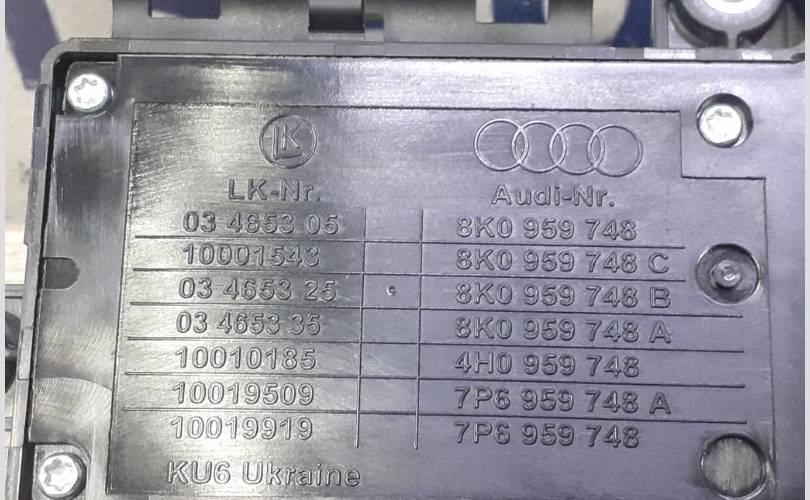 LK
LK-Nr. Audi-Nr.
03 4653 05 8K0 959 748
10001543 8K0 959 748 C
03 4653 25 8K0 959 748 B
03 4653 35 8K0 959 748 A
10010185 4H0 959 748
10019509 7P6 959 748 A
10019919 7P6 959 748
KU6 Ukraine